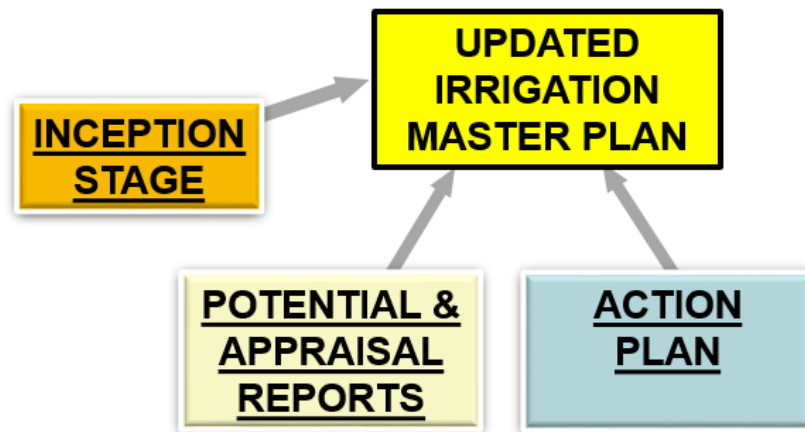 UPDATED
IRRIGATION
MASTER PLAN
INCEPTION
STAGE
POTENTIAL &
APPRAISAL
REPORTS
ACTION
PLAN